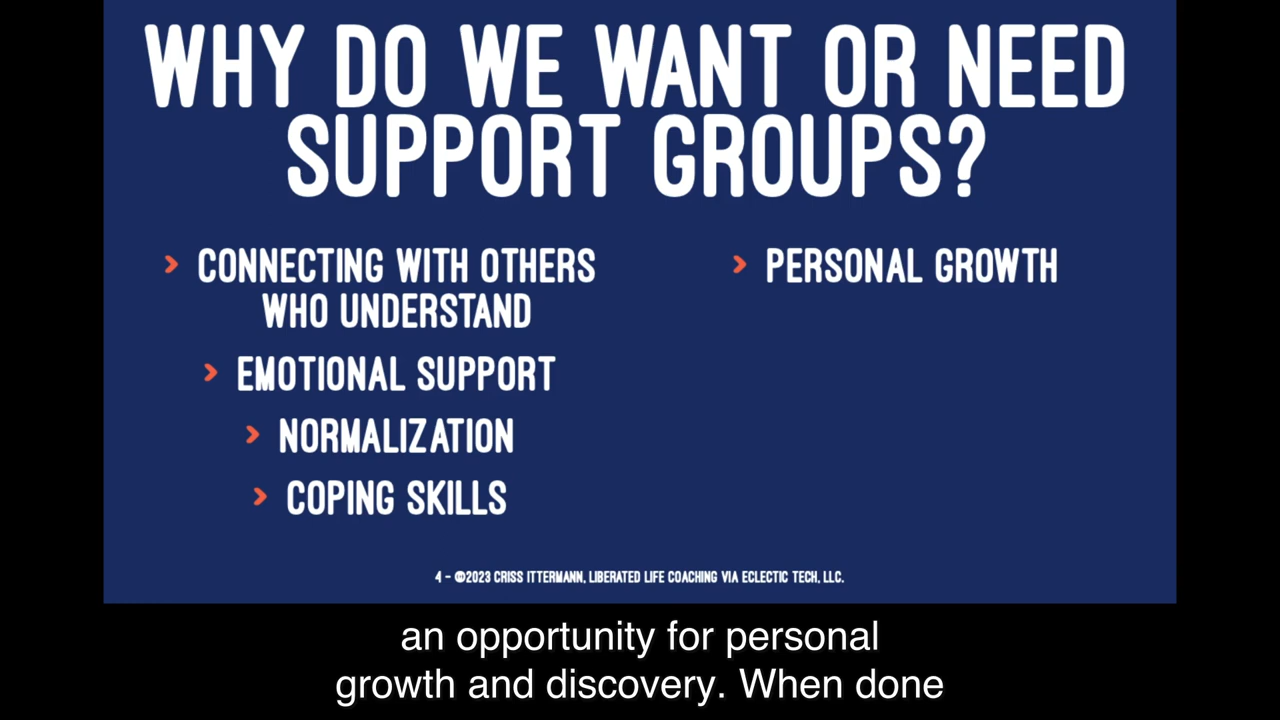 WHY DO WE WANT OR NEED
SUPPORT GROUPS?
> CONNECTING WITH OTHERS
WHO UNDERSTAND
> EMOTIONAL SUPPORT
> NORMALIZATION
> COPING SKILLS
> PERSONAL GROWTH
4 - ©2023 CRISS ITTERMANN, LIBERATED LIFE COACHING VIA ECLECTIC TECH, LLC.
an opportunity for personal
growth and discovery. When done